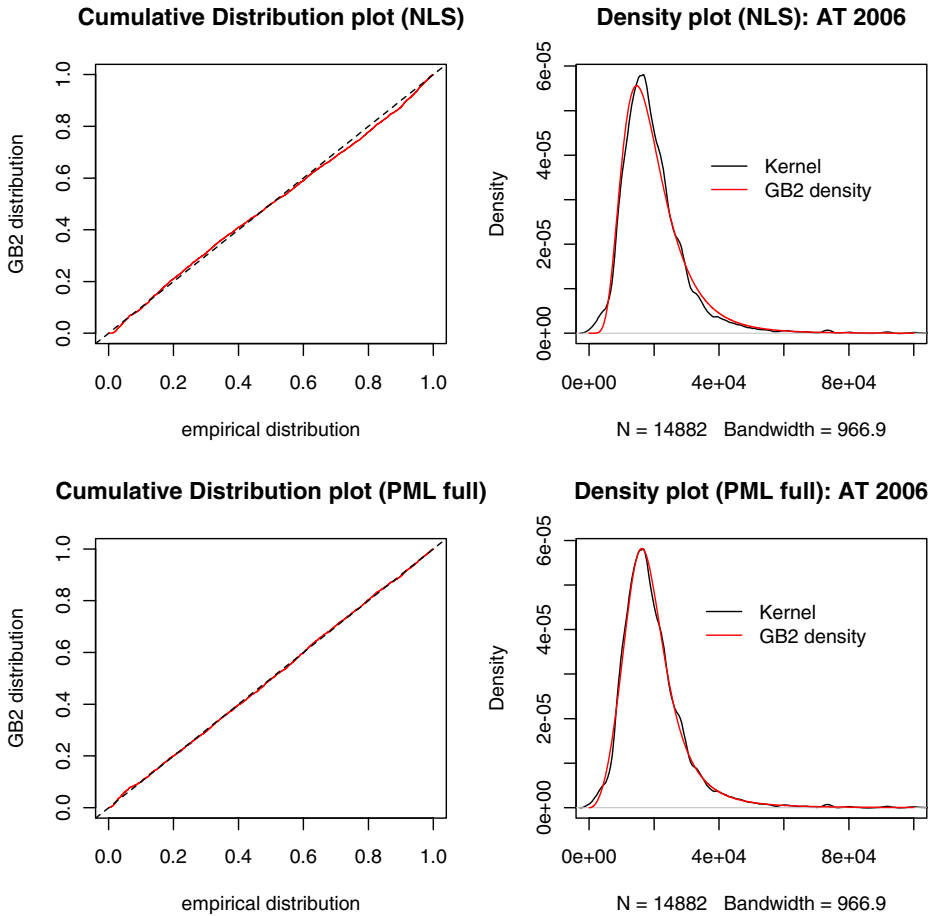 Cumulative Distribution plot (NLS)
GB2 distribution
0.0 0.2 0.4 0.6 0.8 1.0
0.0 0.2 0.4 0.6 0.8 1.0
empirical distribution
Density plot (NLS): AT 2006
Density
0e+00 2e-05 4e-05 6e-05
Kernel
GB2 density
0e+00 4e+04 8e+04
N = 14882 Bandwidth = 966.9
Cumulative Distribution plot (PML full)
GB2 distribution
0.0 0.2 0.4 0.6 0.8 1.0
0.0 0.2 0.4 0.6 0.8 1.0
empirical distribution
Density plot (PML full): AT 2006
Density
0e+00 2e-05 4e-05 6e-05
Kernel
GB2 density
0e+00 4e+04 8e+04
N = 14882 Bandwidth = 966.9